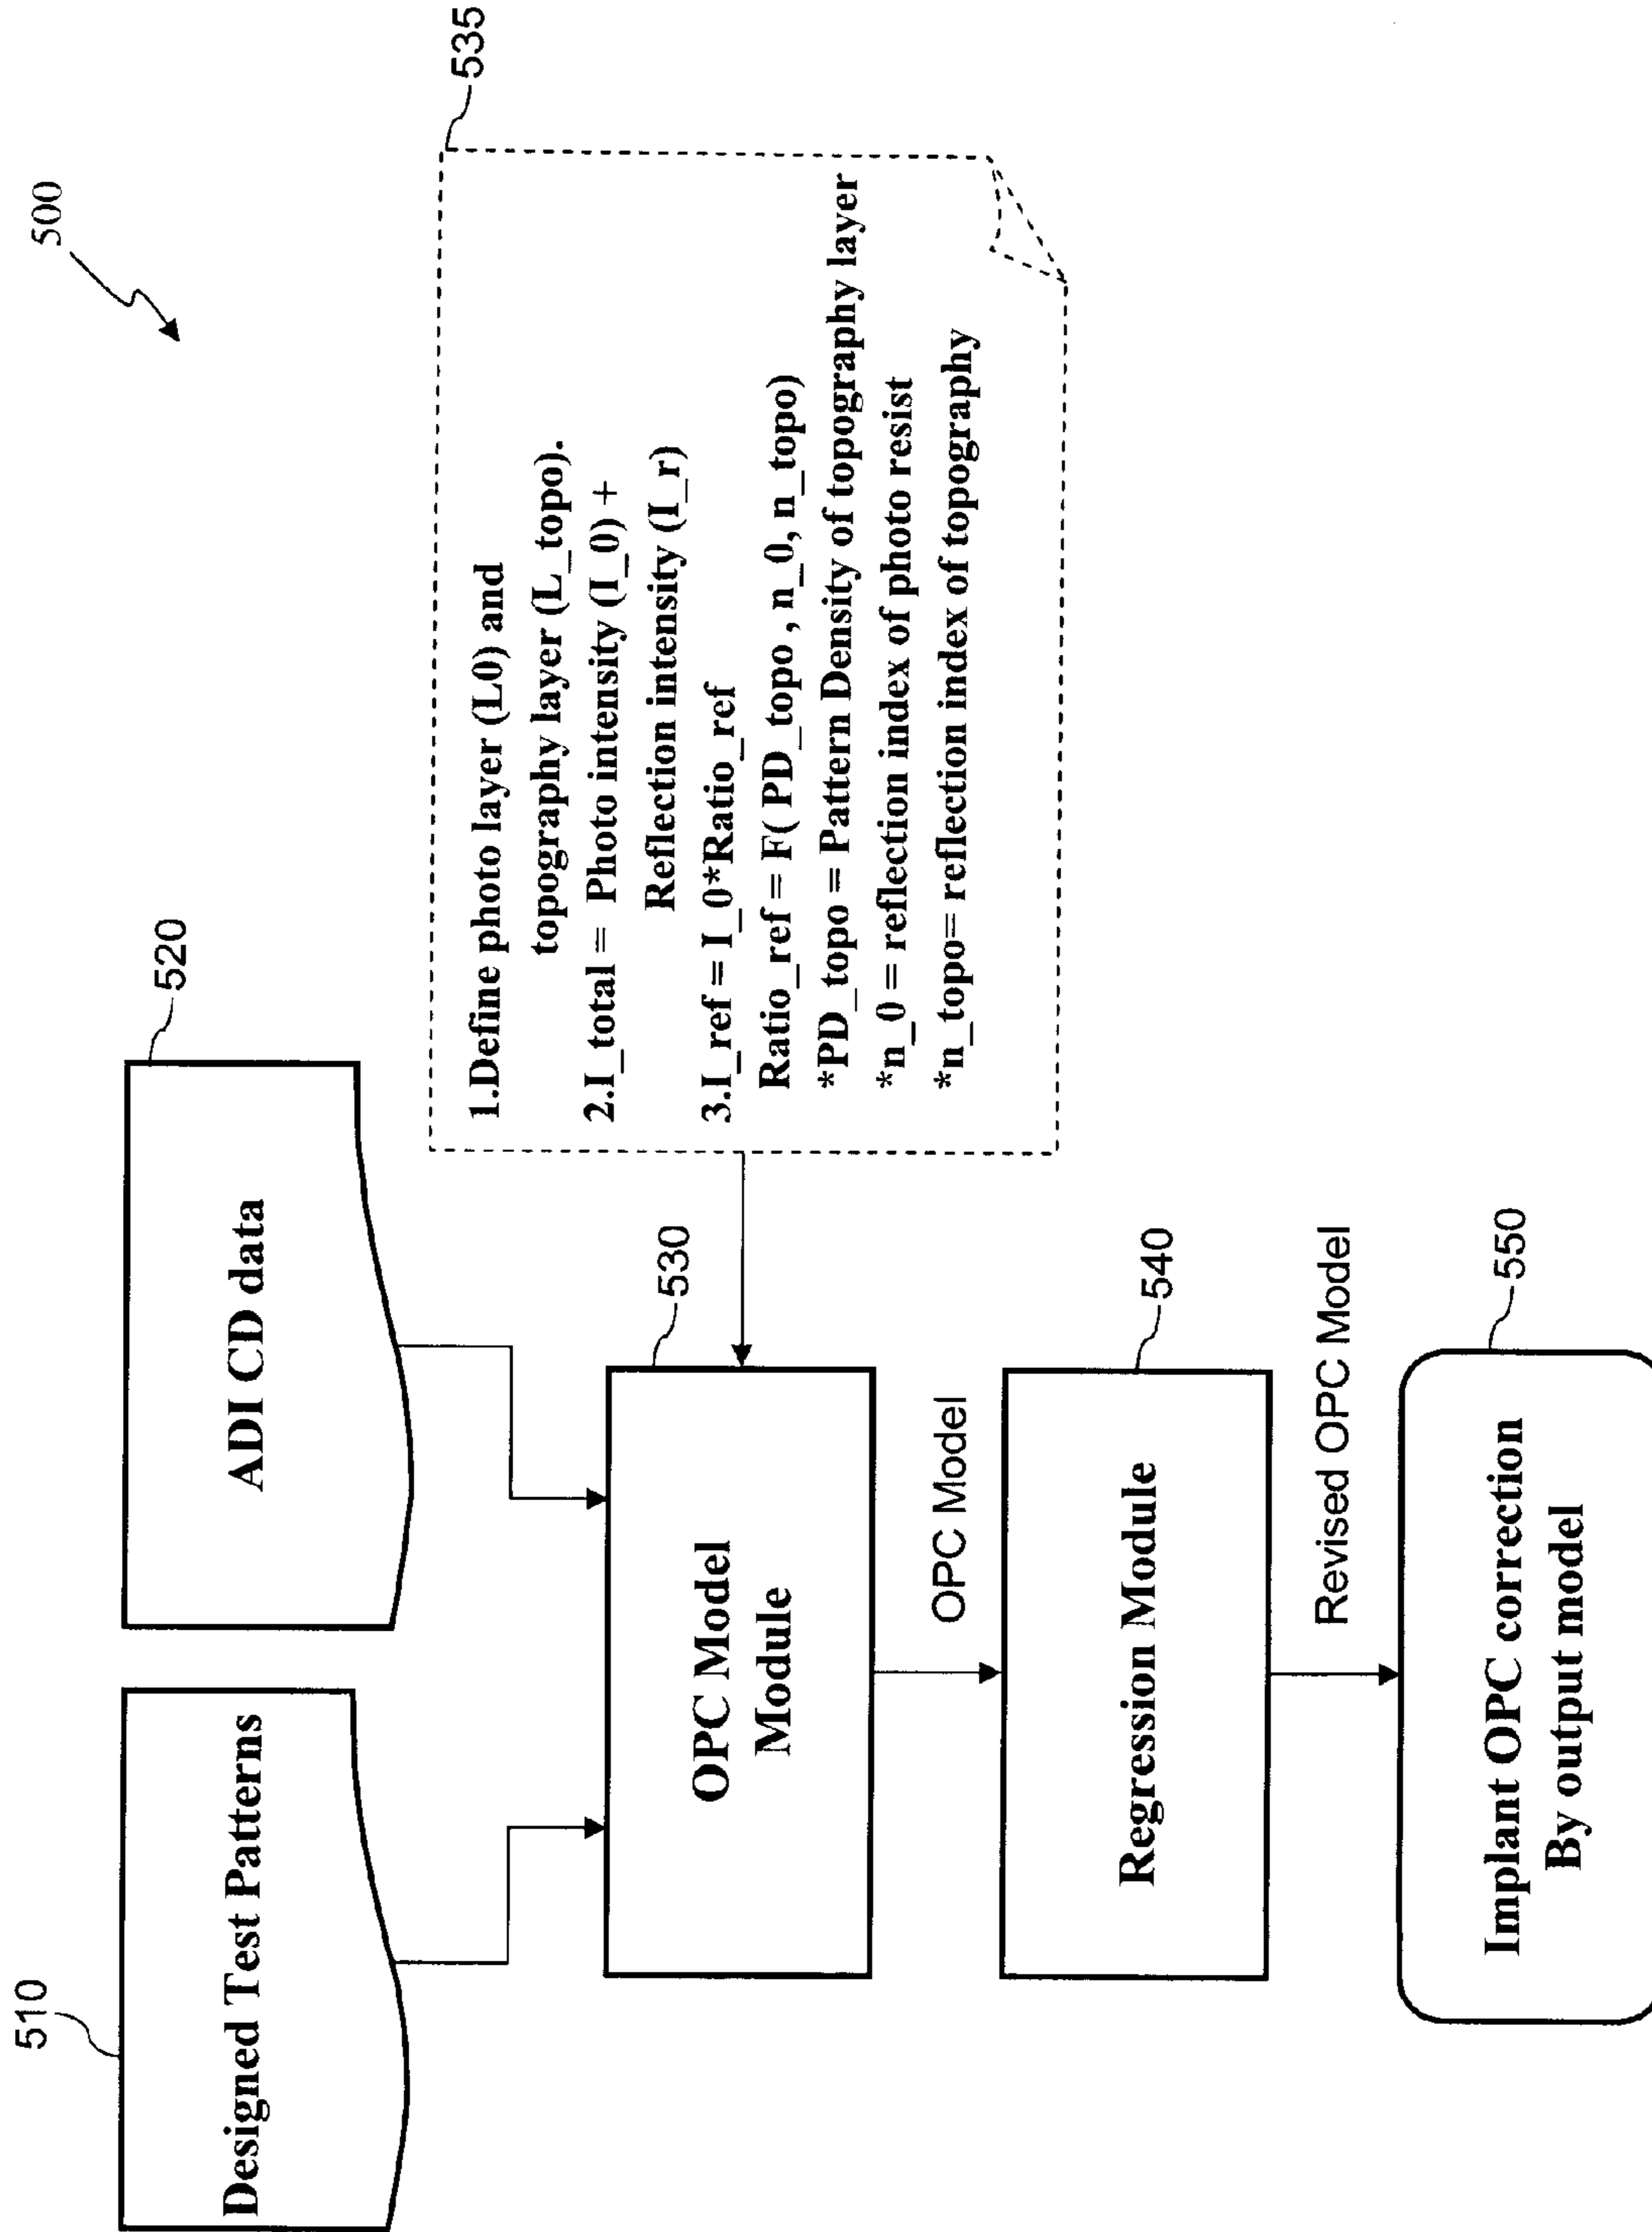 500
510
Designed Test Patterns
520
ADI CD data
530
OPC Model
Module
535
1.Define photo layer (L0) and
topography layer (L_topo).
2.I_total = Photo intensity (I_0) +
Reflection intensity (I_r)
3.I_ref = I_0*Ratio_ref
Ratio_ref = F( PD_topo , n_0, n_topo)
*PD_topo = Pattern Density of topography layer
*n_0 = reflection index of photo resist
*n_topo= reflection index of topography
OPC Model
540
Regression Module
Revised OPC Model
550
Implant OPC correction
By output model